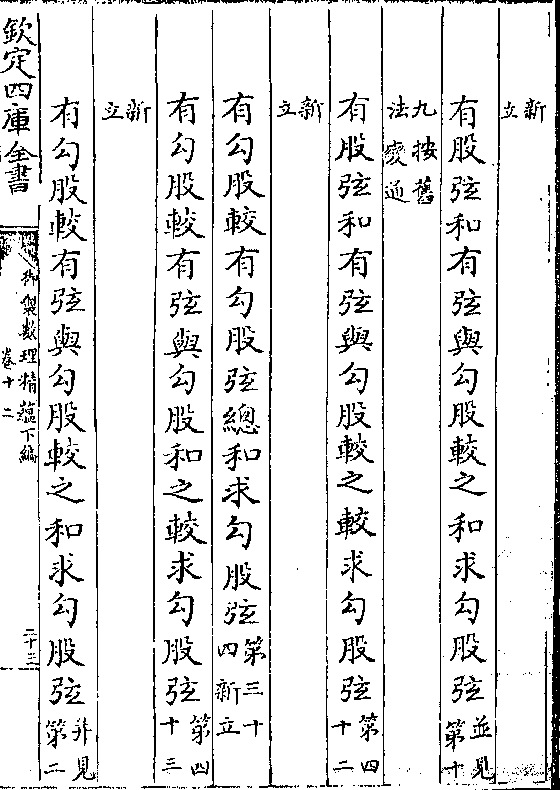 新立
有股弦和有弦與勾股較之和求勾股弦並見第十
九按舊法變通
有股弦和有弦與勾股較之較求勾股弦第四十二
新立
有勾股較有勾股弦總和求勾股弦第三十四新立
有勾股較有弦與勾股和之較求勾股弦第四十三
新立
有勾股較有弦與勾股較之和求勾股弦并見第二
欽定四庫全書
御製數理精蘊下編
卷十二
二十三